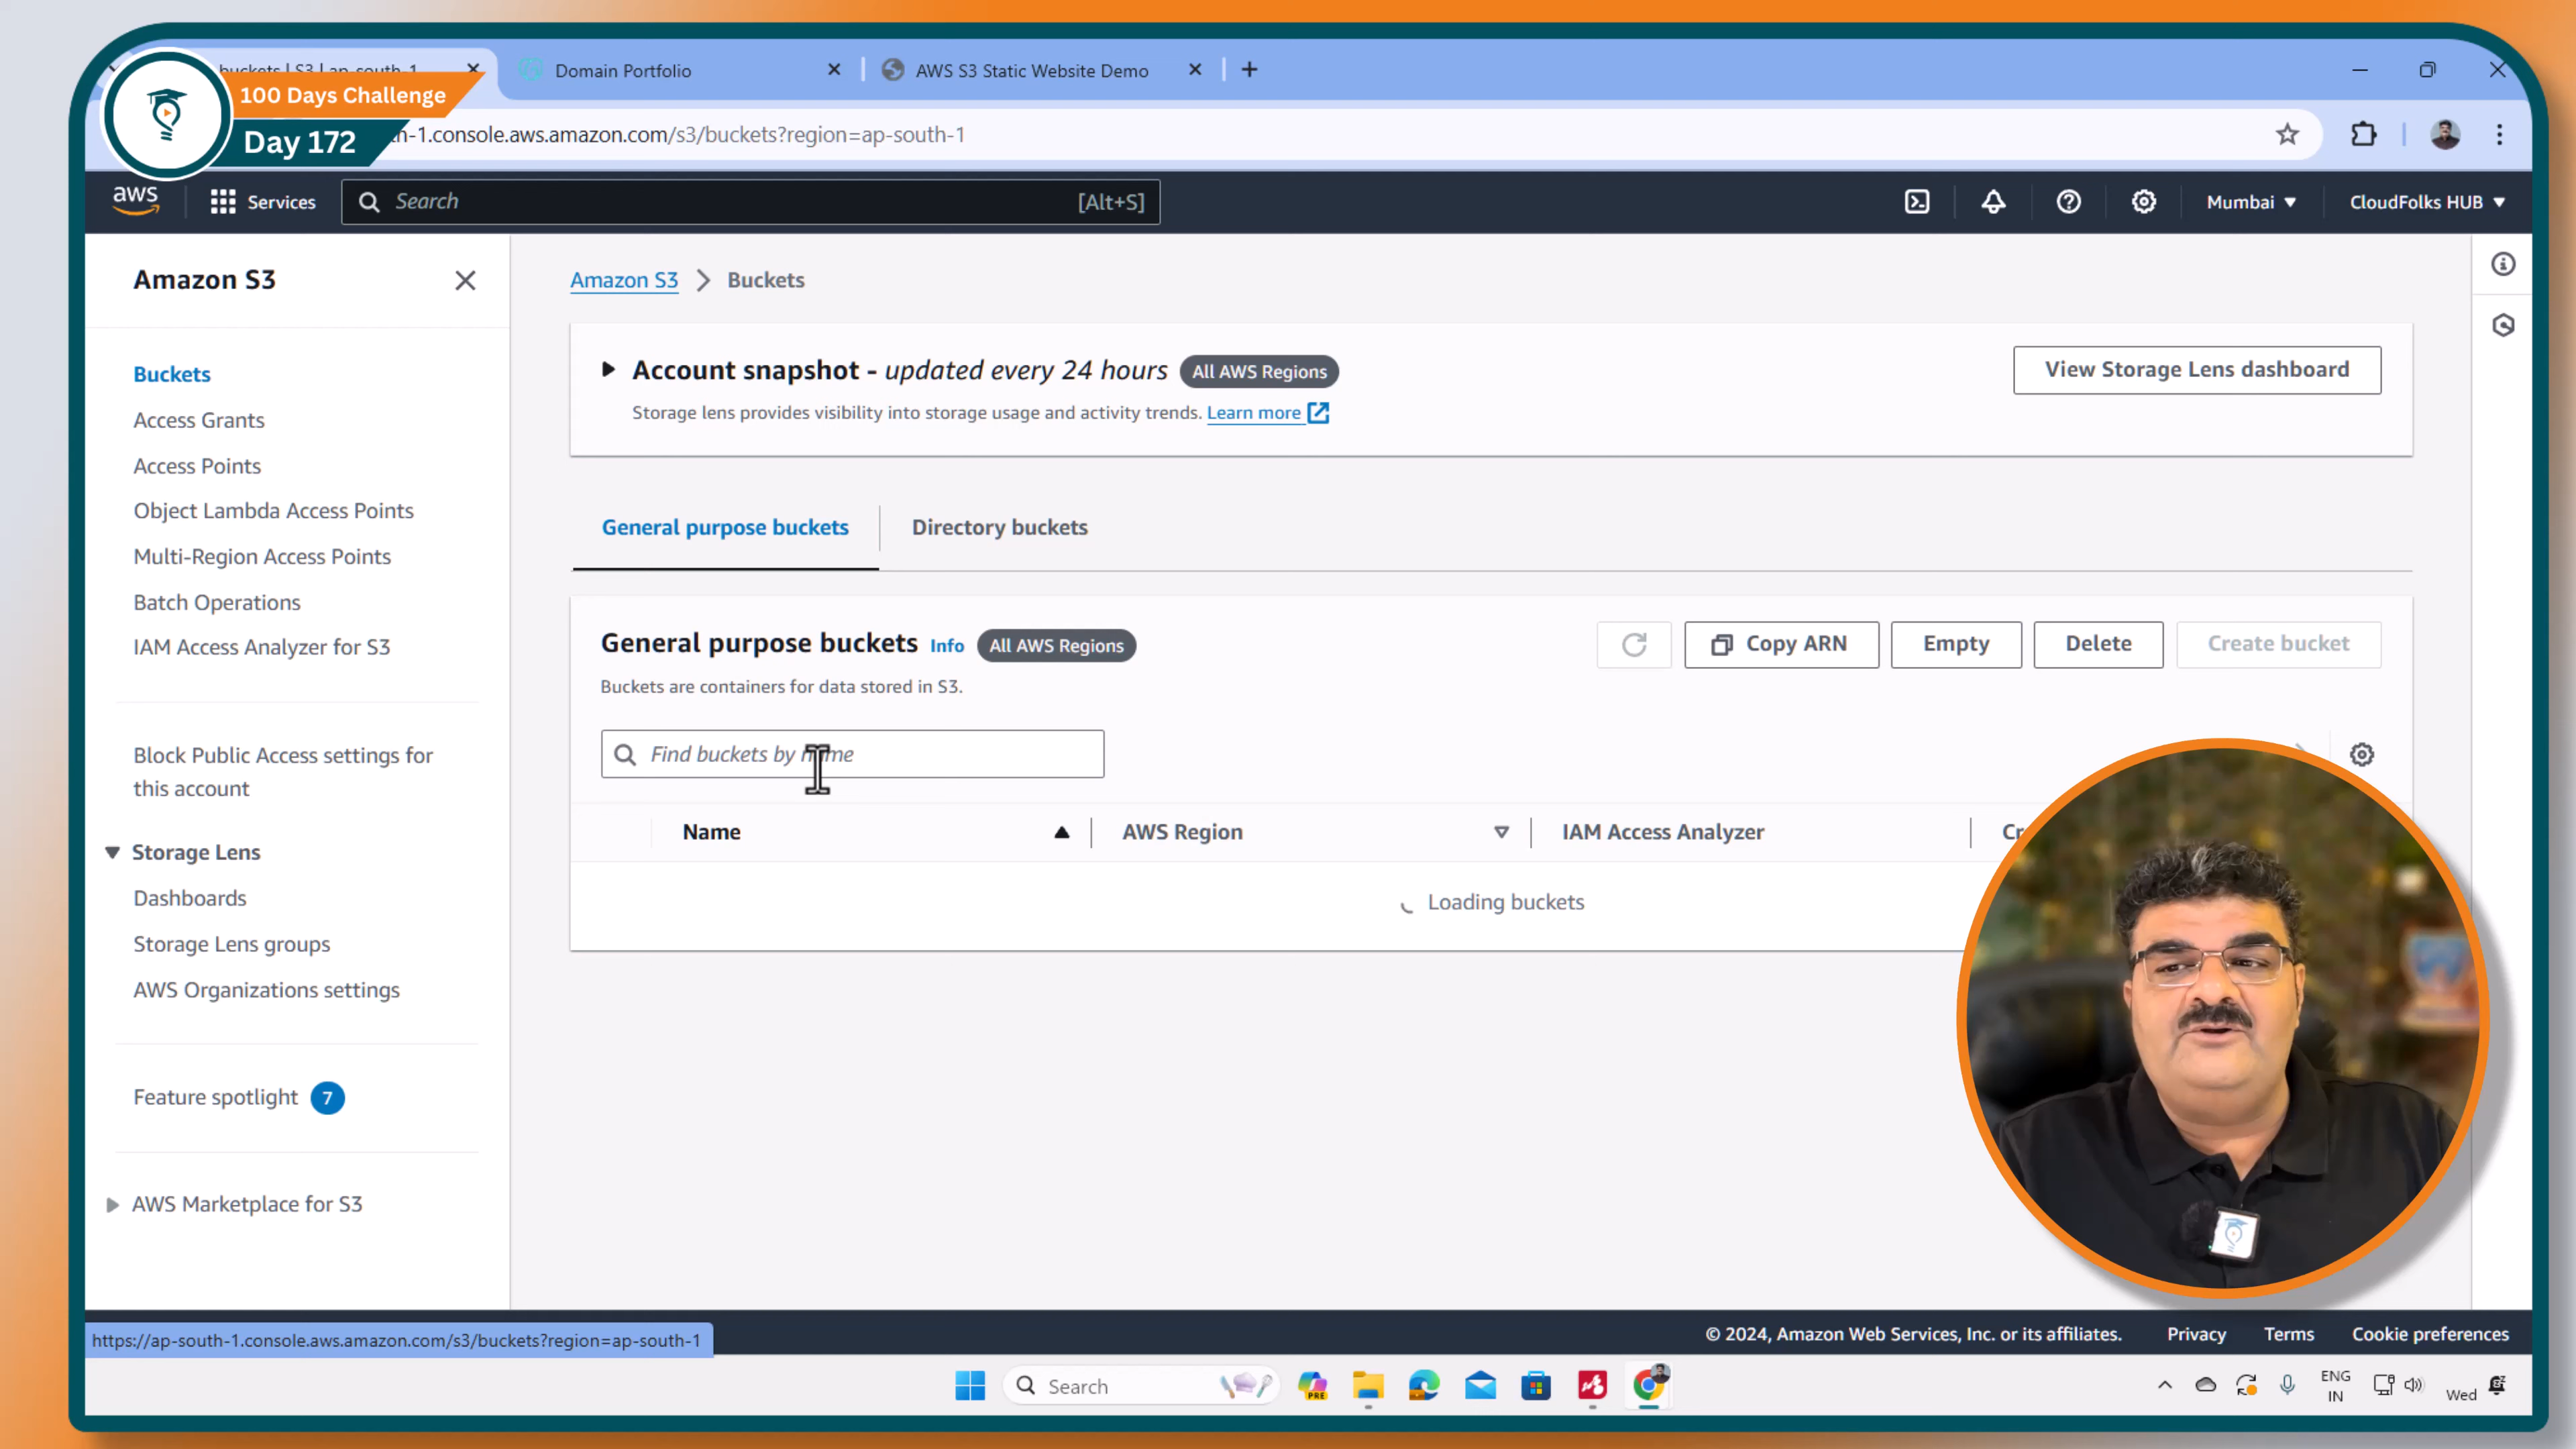 buckets | S3 | ap-south-1
Domain Portfolio
AWS S3 Static Website Demo
100 Days Challenge
Day 172
h-1.console.aws.amazon.com/s3/buckets?region=ap-south-1
aws
Services
Search
[Alt+S]
Mumbai
CloudFolks HUB
Amazon S3
Buckets
Access Grants
Access Points
Object Lambda Access Points
Multi-Region Access Points
Batch Operations
IAM Access Analyzer for S3
Block Public Access settings for
this account
Storage Lens
Dashboards
Storage Lens groups
AWS Organizations settings
Feature spotlight 7
AWS Marketplace for S3
Amazon S3 > Buckets
Account snapshot - updated every 24 hours All AWS Regions
View Storage Lens dashboard
Storage lens provides visibility into storage usage and activity trends. Learn more
General purpose buckets
Directory buckets
General purpose buckets Info All AWS Regions
Copy ARN
Empty
Delete
Create bucket
Buckets are containers for data stored in S3.
Find buckets by name
Name
AWS Region
IAM Access Analyzer
Cr
Loading buckets
https://ap-south-1.console.aws.amazon.com/s3/buckets?region=ap-south-1
© 2024, Amazon Web Services, Inc. or its affiliates.
Privacy
Terms
Cookie preferences
Search
PRE
ENG
IN
Wed